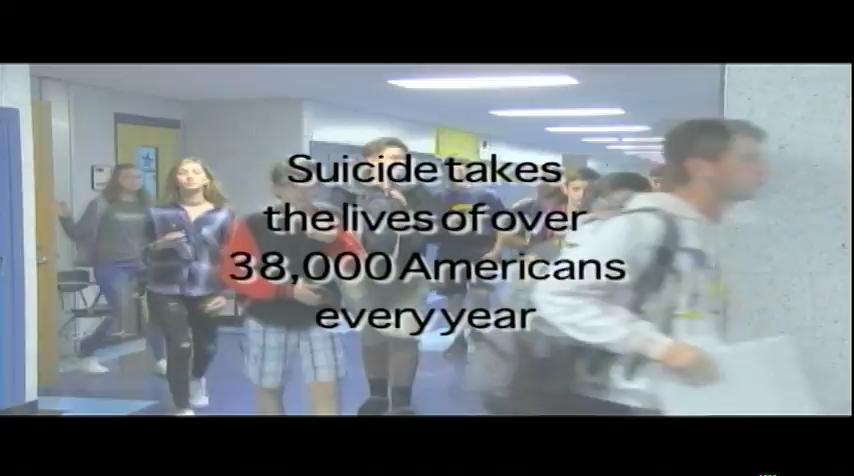 Suicide takes
the lives of over
38,000 Americans
every year